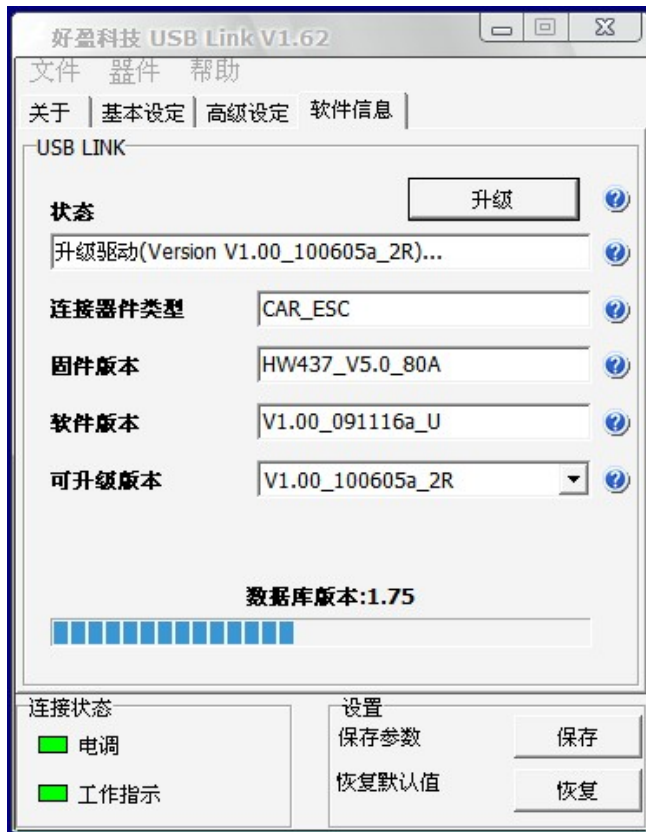 好盈科技 USB Link V1.62
文件 器件 帮助
关于 基本设定 高级设定 软件信息
USB LINK
状态 升级
升级驱动(Version V1.00_100605a_2R)...
连接器件类型 CAR_ESC
固件版本 HW437_V5.0_80A
软件版本 V1.00_091116a_U
可升级版本 V1.00_100605a_2R
数据库版本:1.75
连接状态 设置
电调 保存参数 保存
工作指示 恢复默认值 恢复